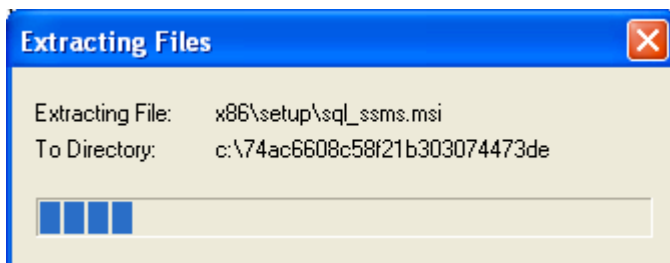 Extracting Files
Extracting File: x86\setup\sql_ssms.msi
To Directory: c:\74ac6608c58f21b303074473de